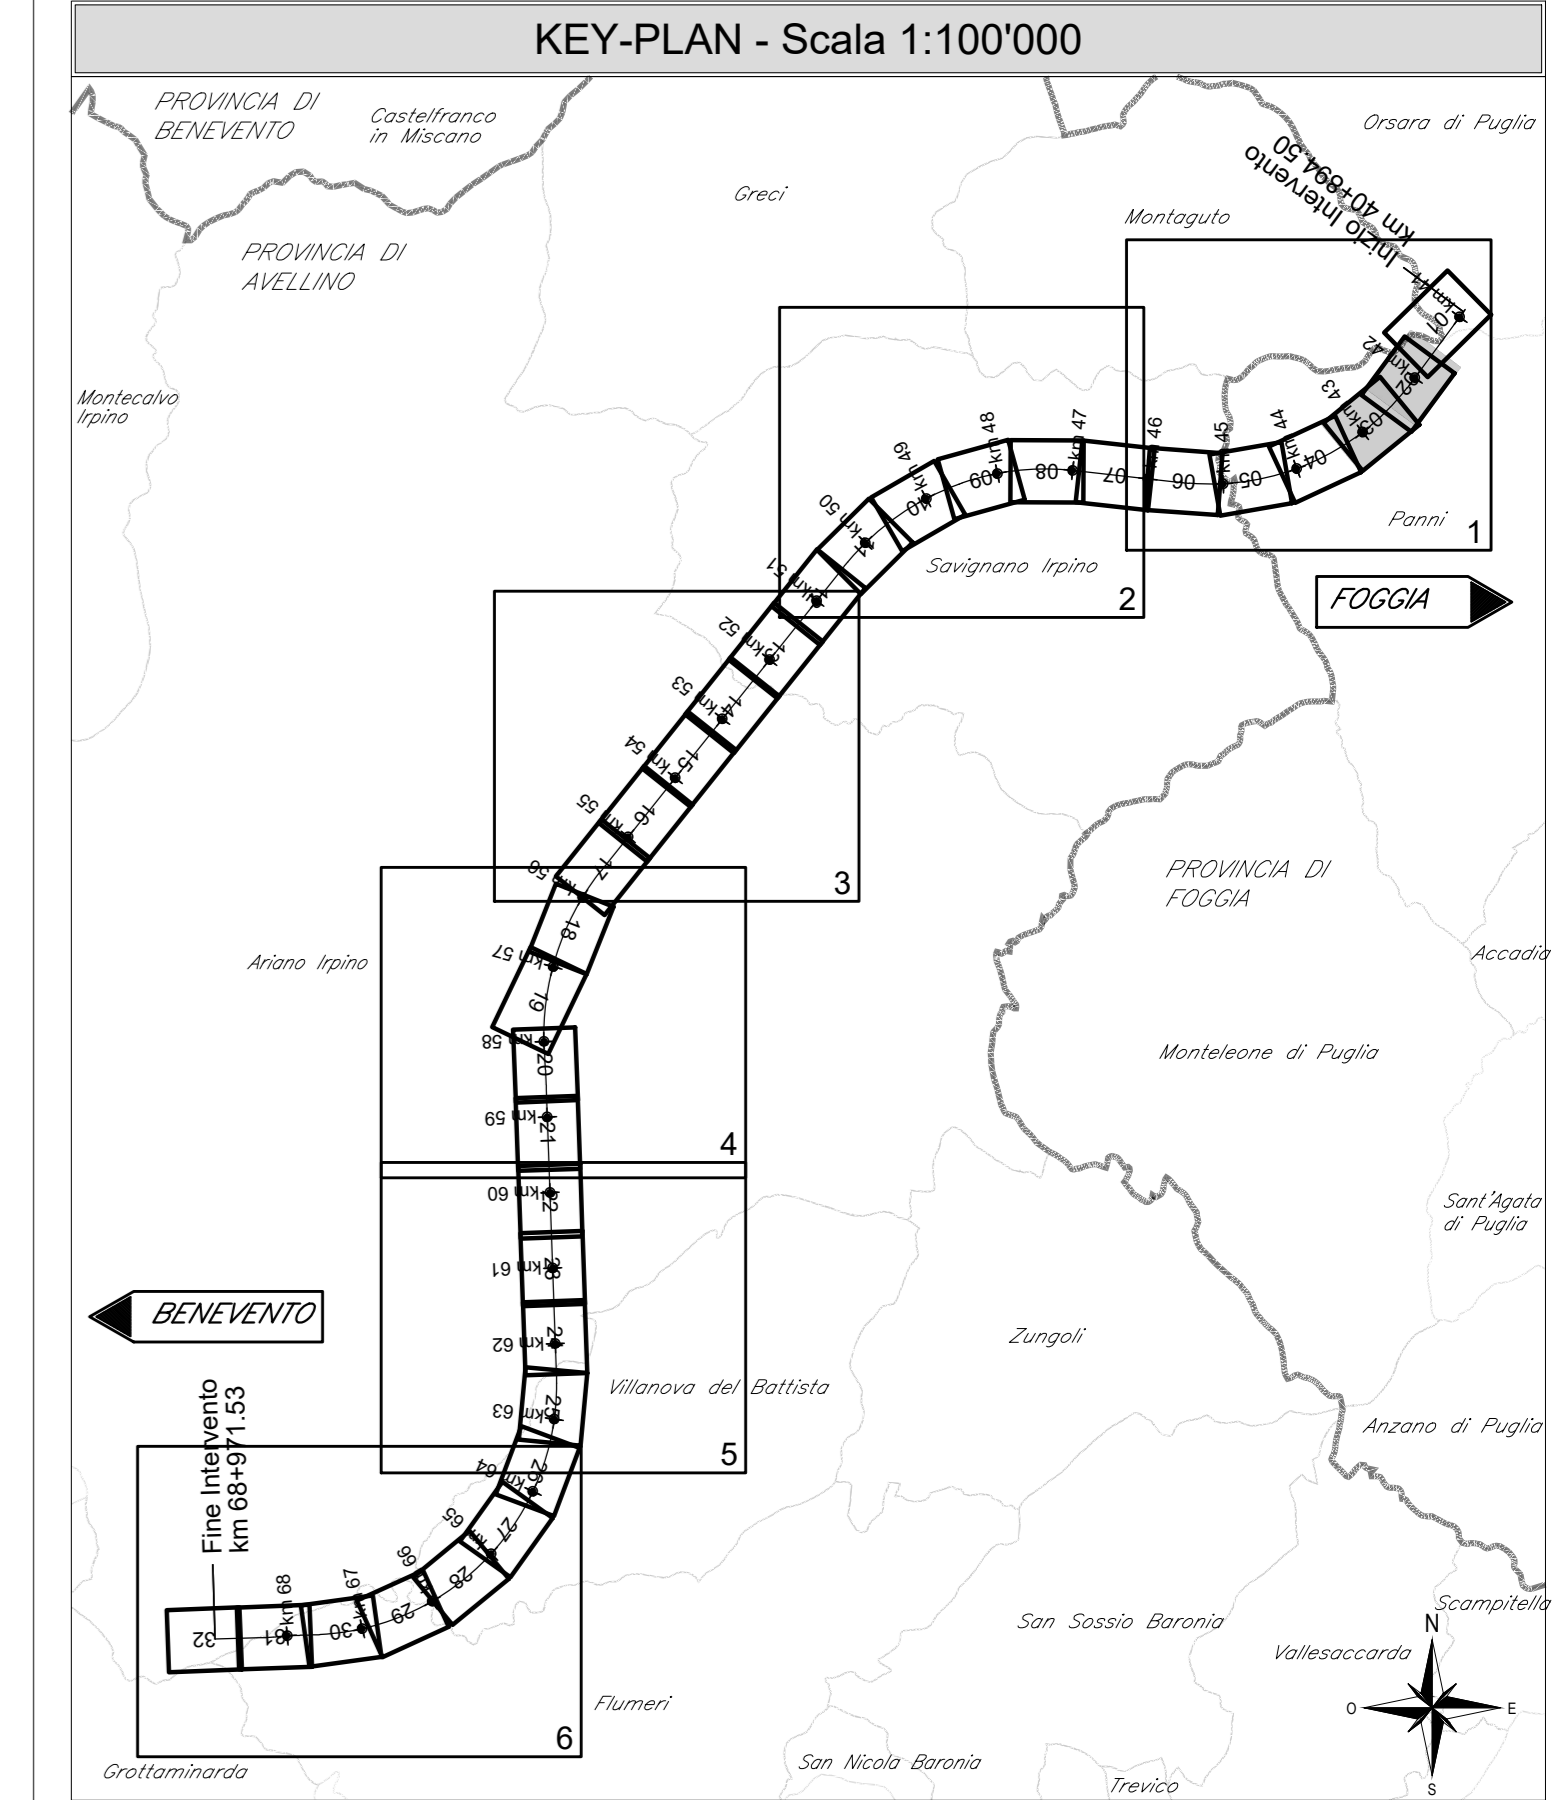 KEY-PLAN - Scala 1:100'000
PROVINCIA DI
BENEVENTO
Castelfranco
in Miscano
Orsara di Puglia
Greci
Montaguto
Inizio Intervento
km 40+894.50
PROVINCIA DI
AVELLINO
Montecalvo
Irpino
km 41
01
km 42
02
km 43
03
km 44
04
km 45
05
km 46
06
07
km 47
08
km 48
09
km 49
10
km 50
11
km 51
12
km 52
13
km 53
14
km 54
15
km 55
16
km 56
17
18
km 57
19
km 58
20
km 59
21
km 60
22
km 61
23
km 62
24
km 63
25
km 64
26
km 65
27
km 66
28
29
km 67
30
km 68
31
32
Panni
1
Savignano Irpino
2
FOGGIA
3
PROVINCIA DI
FOGGIA
Ariano Irpino
Accadia
Monteleone di Puglia
4
Sant'Agata
di Puglia
BENEVENTO
Zungoli
Villanova del Battista
Anzano di Puglia
5
Fine Intervento
km 68+971.53
Scampitella
San Sossio Baronia
Vallesaccarda
N
O
E
S
Flumeri
6
Grottaminarda
San Nicola Baronia
Trevico